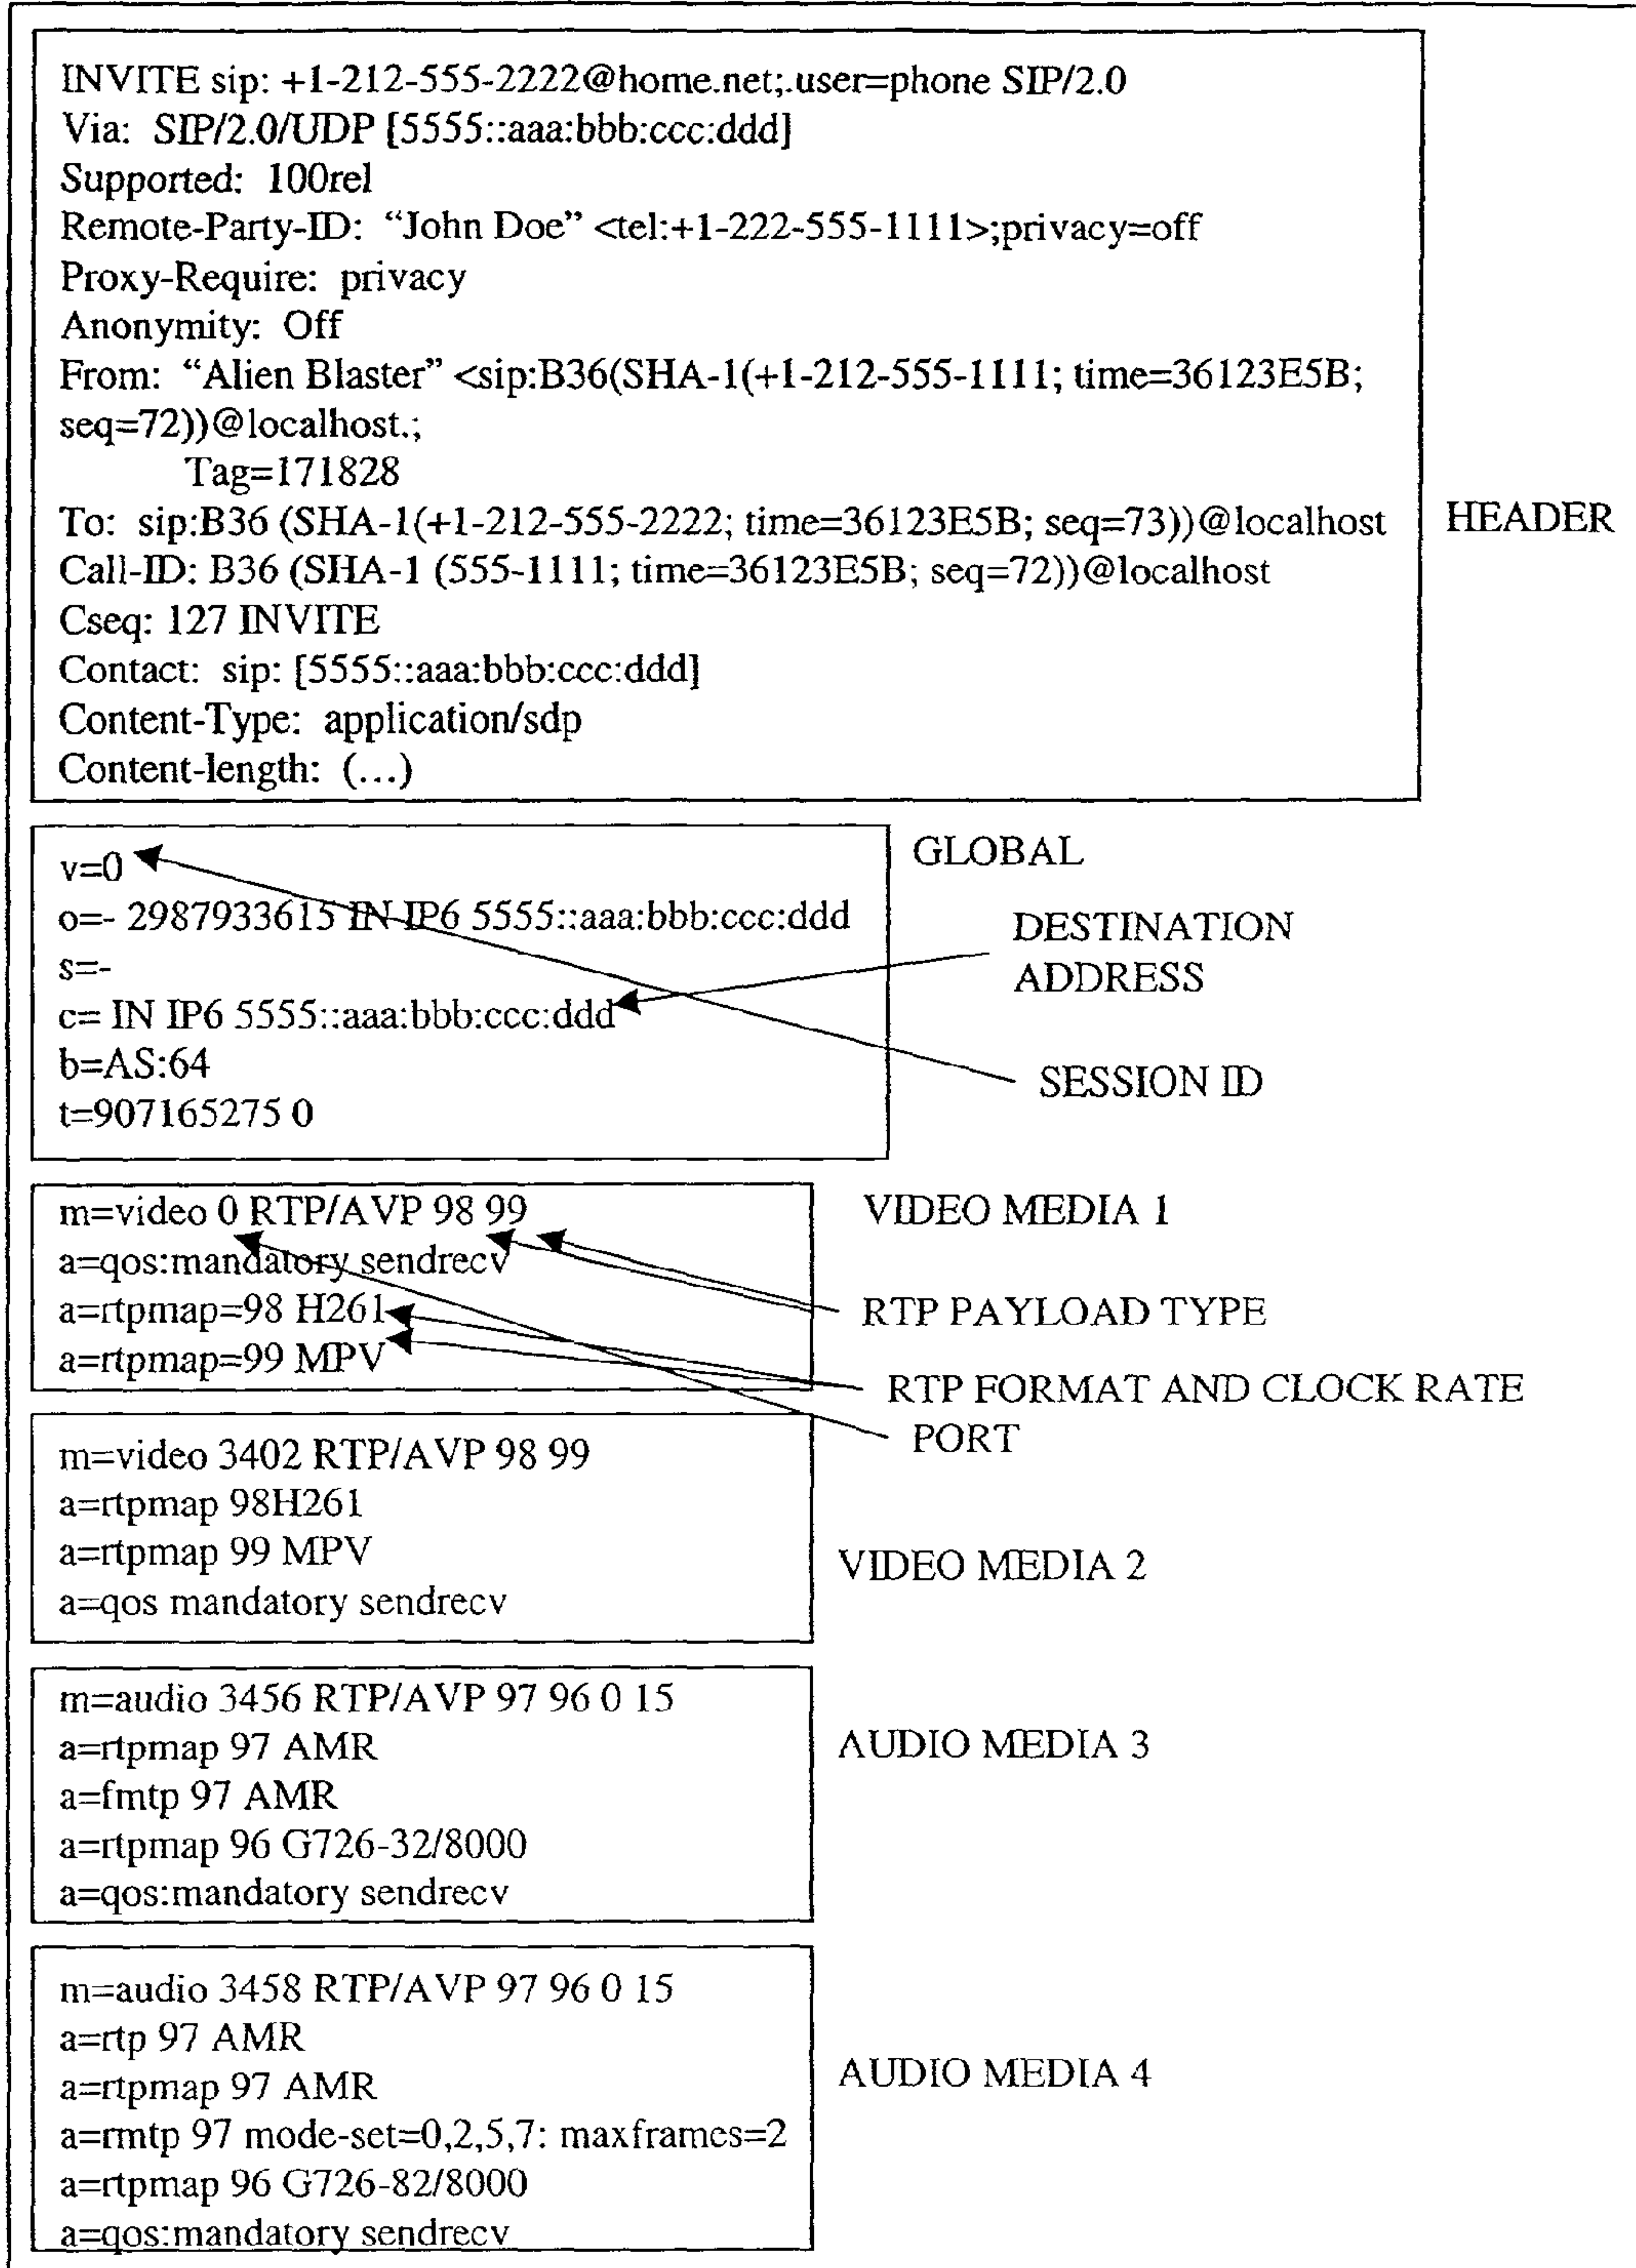 INVITE sip: +1-212-555-2222@home.net;.user=phone SIP/2.0
Via: SIP/2.0/UDP [5555::aaa:bbb:ccc:ddd]
Supported: 100rel
Remote-Party-ID: “John Doe” <tel:+1-222-555-1111>;privacy=off
Proxy-Require: privacy
Anonymity: Off
From: “Alien Blaster” <sip:B36(SHA-1(+1-212-555-1111; time=36123E5B;
seq=72))@localhost.;
Tag=171828
To: sip:B36 (SHA-1(+1-212-555-2222; time=36123E5B; seq=73))@localhost
HEADER
Call-ID: B36 (SHA-1 (555-1111; time=36123E5B; seq=72))@localhost
Cseq: 127 INVITE
Contact: sip: [5555::aaa:bbb:ccc:ddd]
Content-Type: application/sdp
Content-length: (...)
GLOBAL
v=0
o=- 2987933615 IN IP6 5555::aaa:bbb:ccc:ddd
s=-
c= IN IP6 5555::aaa:bbb:ccc:ddd
b=AS:64
t=907165275 0
DESTINATION
ADDRESS
SESSION ID
m=video 0 RTP/AVP 98 99
a=qos:mandatory sendrecv
a=rtpmap=98 H261
a=rtpmap=99 MPV
VIDEO MEDIA 1
RTP PAYLOAD TYPE
RTP FORMAT AND CLOCK RATE
PORT
m=video 3402 RTP/AVP 98 99
a=rtpmap 98H261
a=rtpmap 99 MPV
a=qos mandatory sendrecv
VIDEO MEDIA 2
m=audio 3456 RTP/AVP 97 96 0 15
a=rtpmap 97 AMR
a=fmtp 97 AMR
a=rtpmap 96 G726-32/8000
a=qos:mandatory sendrecv
AUDIO MEDIA 3
m=audio 3458 RTP/AVP 97 96 0 15
a=rtp 97 AMR
a=rtpmap 97 AMR
a=rmtp 97 mode-set=0,2,5,7: maxframes=2
a=rtpmap 96 G726-82/8000
a=qos:mandatory sendrecv
AUDIO MEDIA 4